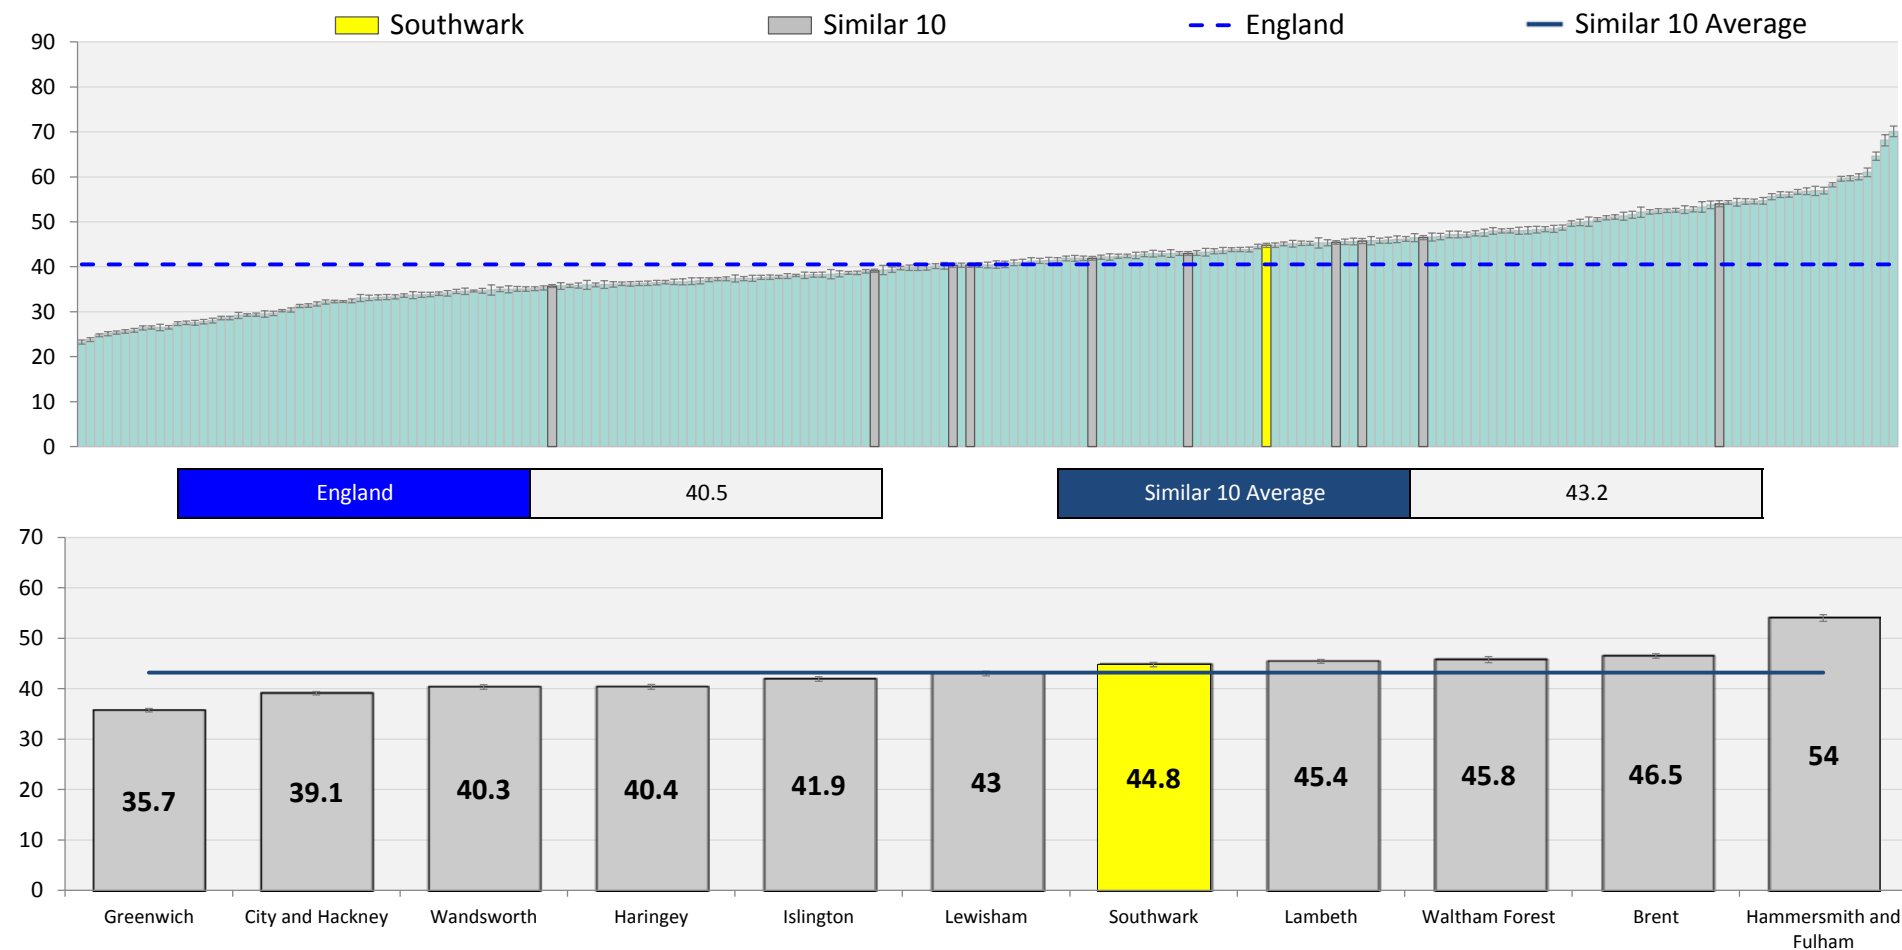 Southwark
Similar 10
England
Similar 10 Average
90
80
70
60
50
40
30
20
10
0
England 40.5
Similar 10 Average 43.2
70
60
50
40
30
20
10
0
35.7
39.1
40.3
40.4
41.9
43
44.8
45.4
45.8
46.5
54
Greenwich
City and Hackney
Wandsworth
Haringey
Islington
Lewisham
Southwark
Lambeth
Waltham Forest
Brent
Hammersmith and
Fulham